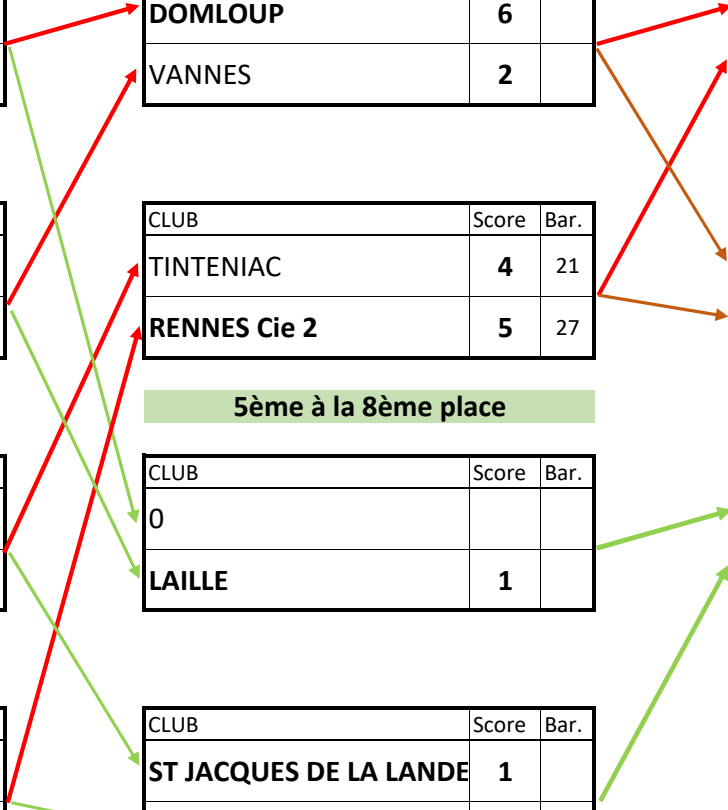 DOMLOUP 6
VANNES 2
CLUB Score Bar.
TINTENIAC 4 21
RENNES Cie 2 5 27
5ème à la 8ème place
CLUB Score Bar.
0
LAILLE 1
CLUB Score Bar.
ST JACQUES DE LA LANDE 1